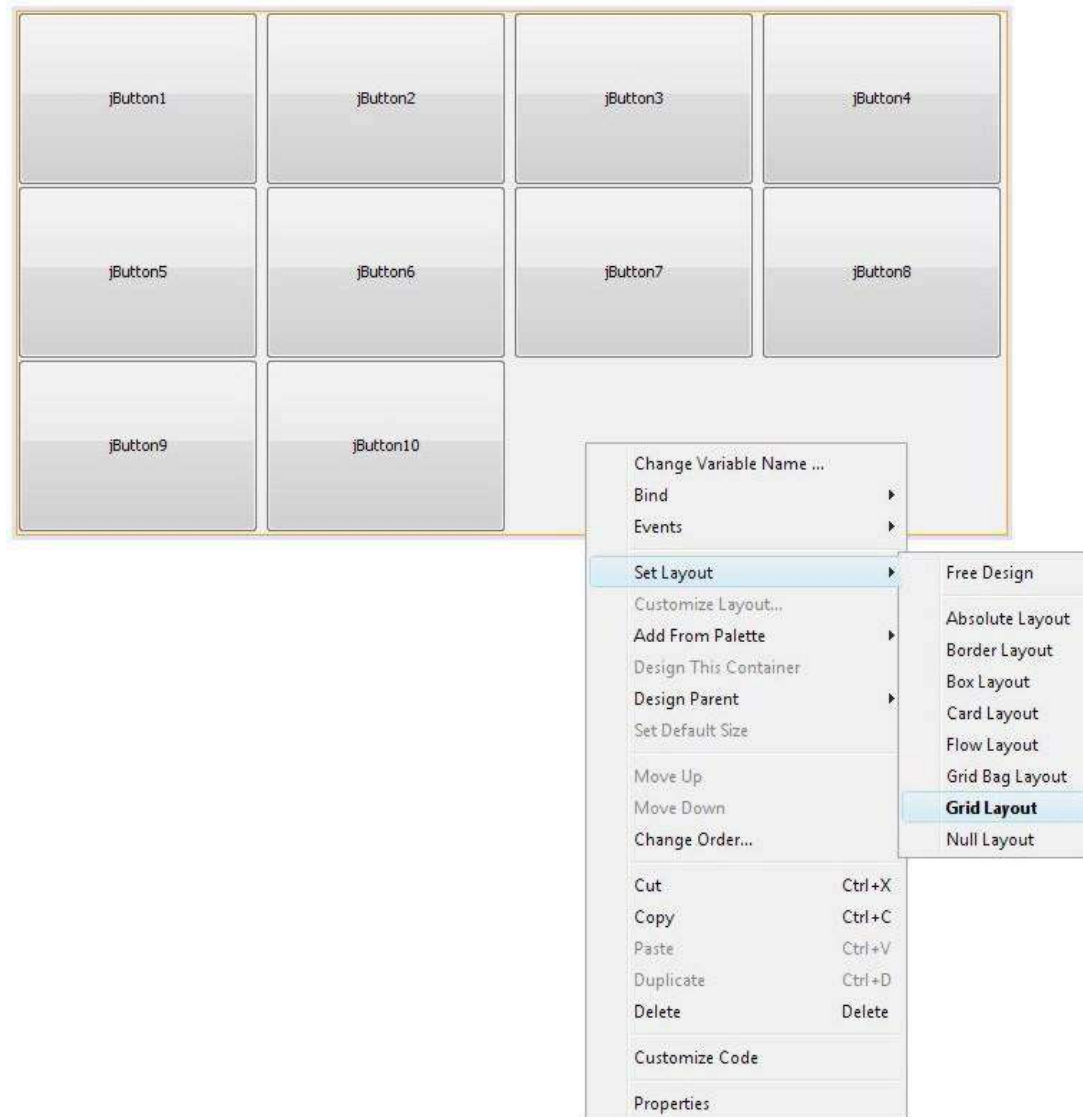 jButton1
jButton2
jButton3
jButton4
jButton5
jButton6
jButton7
jButton8
jButton9
jButton10
Change Variable Name ...
Bind
Events
Set Layout
Customize Layout...
Add From Palette
Design This Container
Design Parent
Set Default Size
Move Up
Move Down
Change Order...
Cut Ctrl+X
Copy Ctrl+C
Paste Ctrl+V
Duplicate Ctrl+D
Delete Delete
Customize Code
Properties
Free Design
Absolute Layout
Border Layout
Box Layout
Card Layout
Flow Layout
Grid Bag Layout
Grid Layout
Null Layout